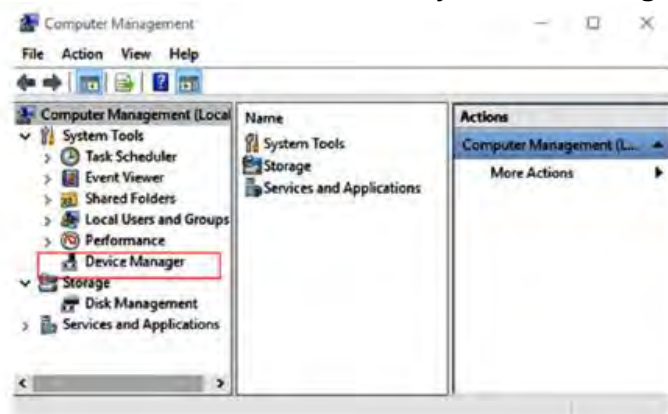 Computer Management
File Action View Help
Computer Management (Local
System Tools
Task Scheduler
Event Viewer
Shared Folders
Local Users and Groups
Performance
Device Manager
Storage
Disk Management
Services and Applications
Name
System Tools
Storage
Services and Applications
Actions
Computer Management (L...
More Actions